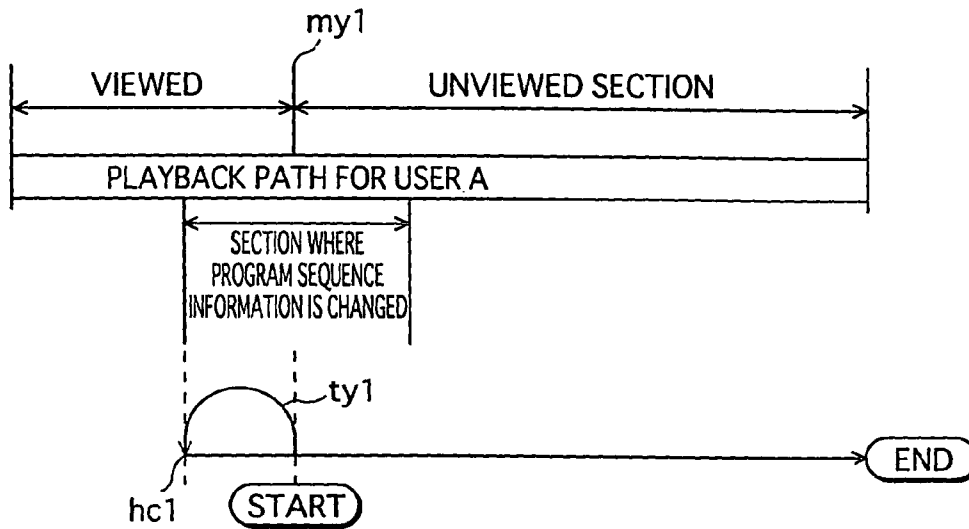 my1
VIEWED
UNVIEWED SECTION
PLAYBACK PATH FOR USER A
SECTION WHERE
PROGRAM SEQUENCE
INFORMATION IS CHANGED
ty1
END
hc1
START